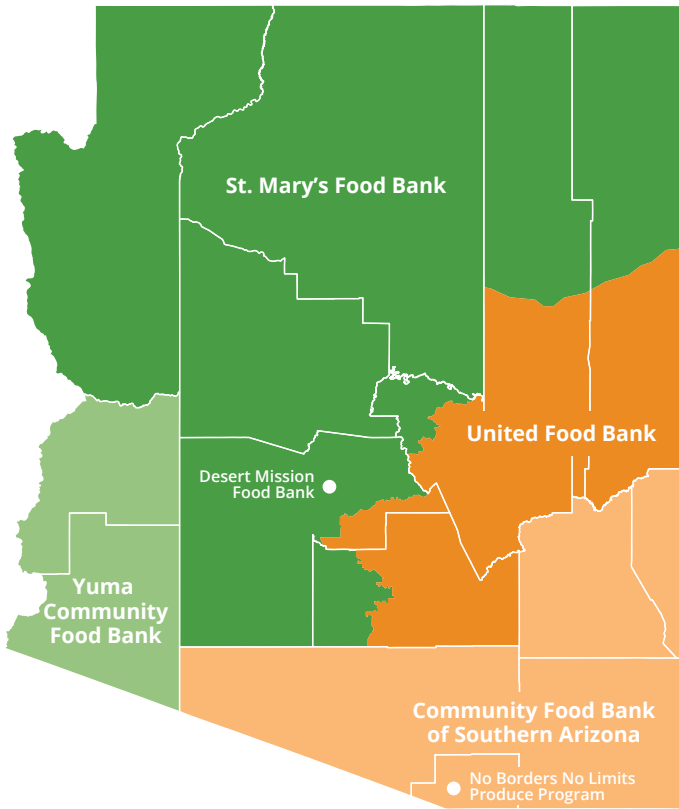 St. Mary's Food Bank
United Food Bank
Desert Mission
Food Bank
Yuma
Community
Food Bank
Community Food Bank
of Southern Arizona
No Borders No Limits
Produce Program